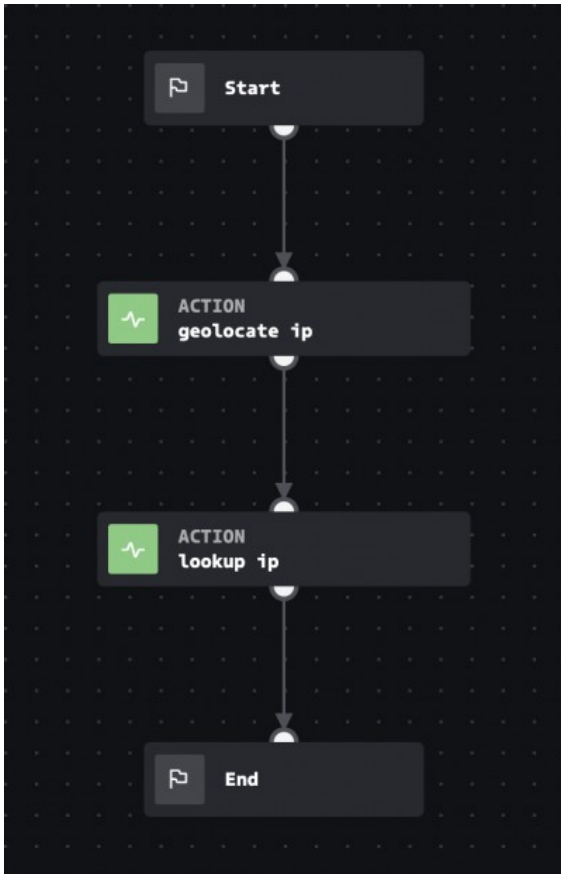 Start
ACTION
geolocate ip
ACTION
lookup ip
End